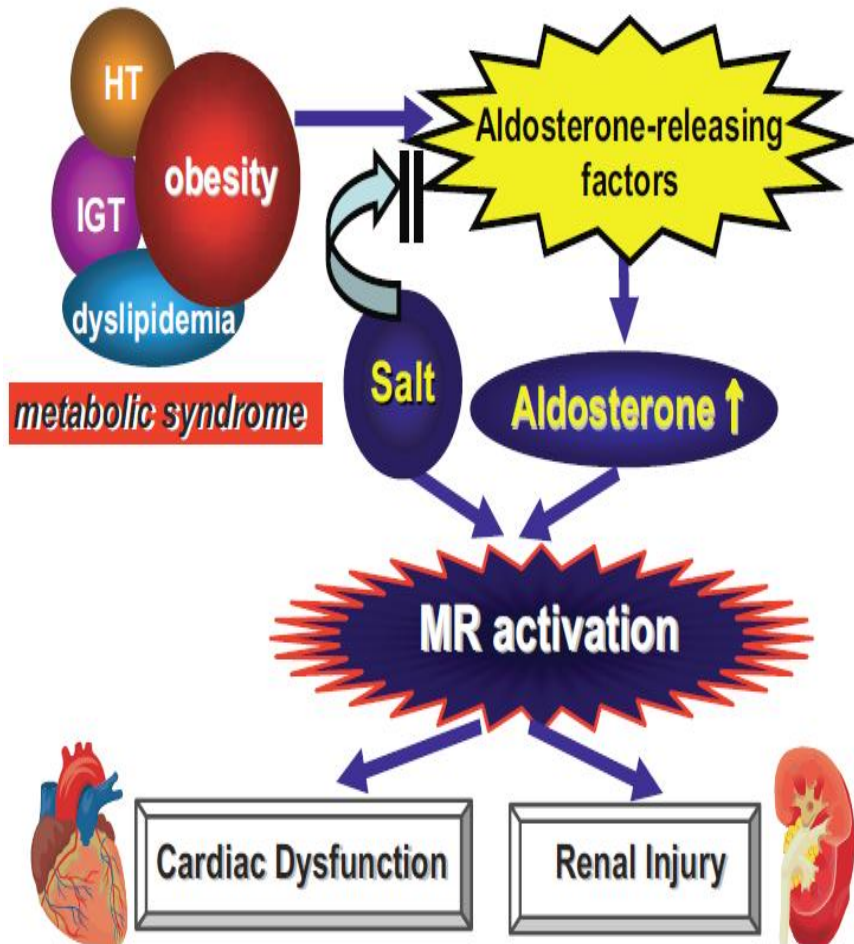 HT
IGT
obesity
dyslipidemia
metabolic syndrome
Aldosterone-releasing
factors
Salt
Aldosterone ↑
MR activation
Cardiac Dysfunction
Renal Injury